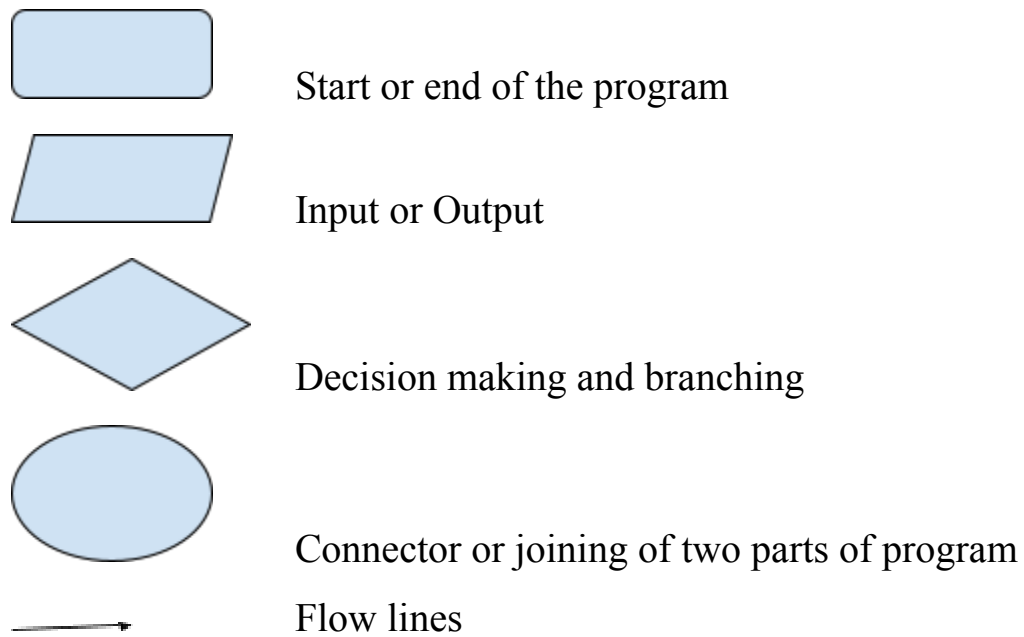 Start or end of the program
Input or Output
Decision making and branching
Connector or joining of two parts of program
Flow lines